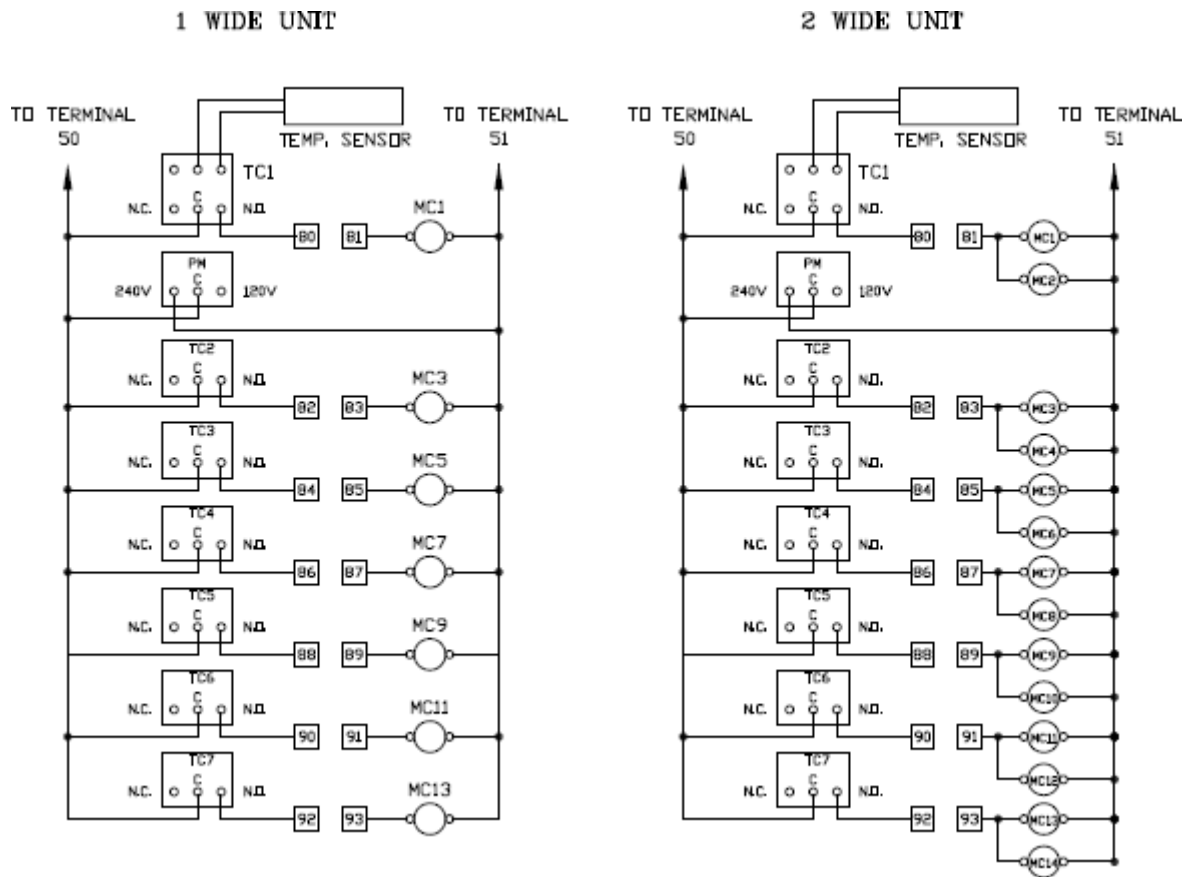 1 WIDE UNIT
TO TERMINAL
50
TO TERMINAL
51
TEMP. SENSOR
TC1
N.C. C N.O.
80 81 MC1
PM
C
240V 120V
TC2
N.C. C N.O.
82 83 MC3
TC3
N.C. C N.O.
84 85 MC5
TC4
N.C. C N.O.
86 87 MC7
TC5
N.C. C N.O.
88 89 MC9
TC6
N.C. C N.O.
90 91 MC11
TC7
N.C. C N.O.
92 93 MC13
2 WIDE UNIT
TO TERMINAL
50
TO TERMINAL
51
TEMP. SENSOR
TC1
N.C. C N.O.
80 81 MC1
MC2
PM
C
240V 120V
TC2
N.C. C N.O.
82 83 MC3
MC4
TC3
N.C. C N.O.
84 85 MC5
MC6
TC4
N.C. C N.O.
86 87 MC7
MC8
TC5
N.C. C N.O.
88 89 MC9
MC10
TC6
N.C. C N.O.
90 91 MC11
MC12
TC7
N.C. C N.O.
92 93 MC13
MC14